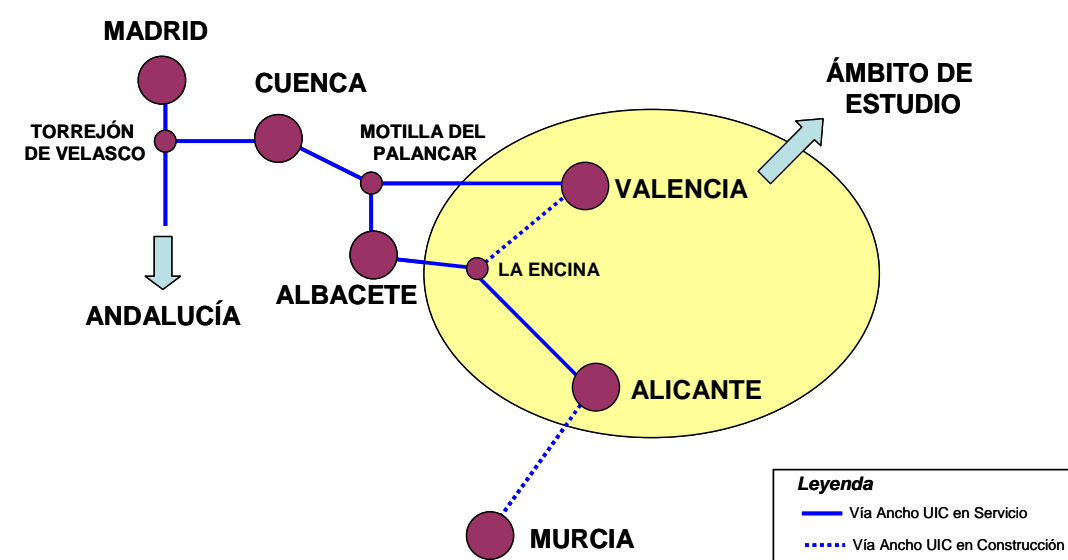 MADRID
CUENCA
ÁMBITO DE
ESTUDIO
TORREJÓN
DE VELASCO
MOTILLA DEL
PALANCAR
VALENCIA
LA ENCINA
ALBACETE
ANDALUCÍA
ALICANTE
MURCIA
Leyenda
Vía Ancho UIC en Servicio
Vía Ancho UIC en Construcción